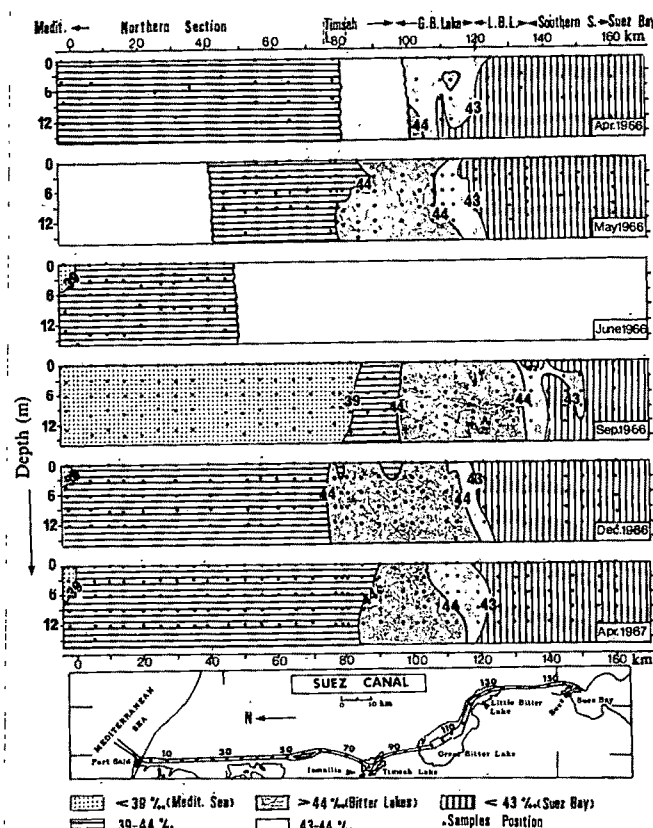 Medit. ← Northern Section Timsah L. → ← G.B. Lake → ← L.B.L. → ← Southern S. → Suez Bay
0 20 40 60 80 100 120 140 160 km
0
6
12
44 43
Apr.1966
0
6
12
44 44 43
May1966
0
6
12
39
June1966
0
6
12
39 44 44 43
Sep.1966
0
6
12
39 44 44 43
Dec.1966
0
6
12
39 44 44 43
Apr.1967
Depth (m)
0 20 40 60 80 100 120 140 160 km
SUEZ CANAL
0 10 km
N←
MEDITERRANEAN SEA
Port Said
10 30 50 70 90 110 130 150
Ismailia
Timsah Lake
Great Bitter Lake
Little Bitter Lake
Suez
Suez Bay
< 39 ‰ (Medit. Sea) > 44 ‰ (Bitter Lakes) < 43 ‰ (Suez Bay)
39-44 ‰ 43-44 ‰ .Samples Position